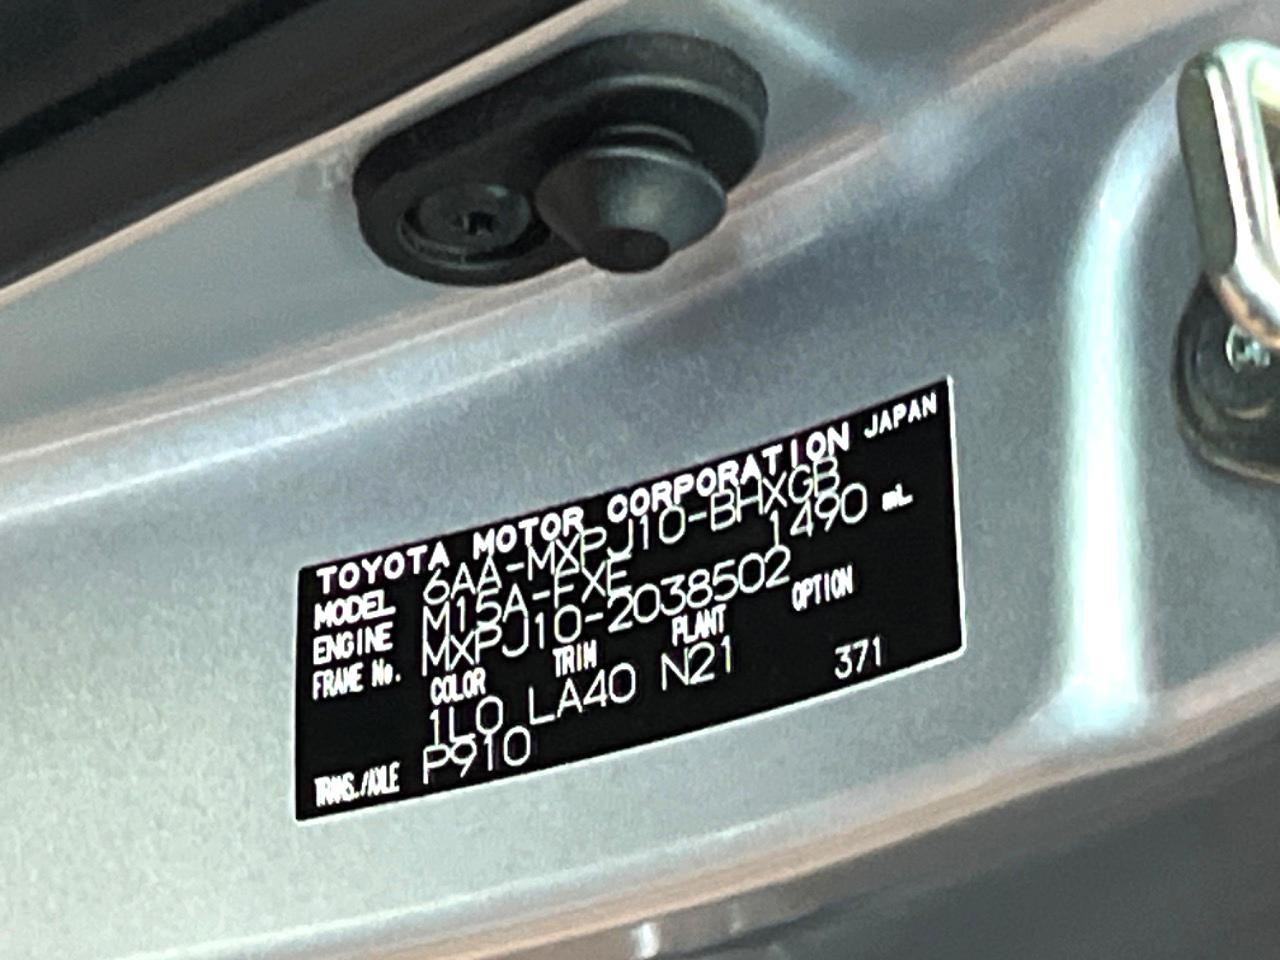 TOYOTA MOTOR CORPORATION JAPAN
MODEL 6AA-MXPJ10-BHXGB
ENGINE M15A-FXE 1490 mL
FRAME No. MXPJ10-2038502
COLOR TRIM PLANT OPTION
1L0 LA40 N21 371
TRANS./AXLE P910